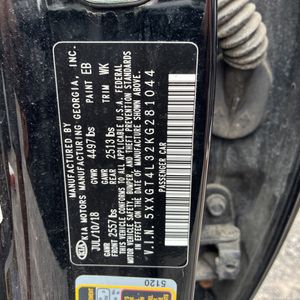 MANUFACTURED BY
KIA MOTORS MANUFACTURING GEORGIA, INC.
JUL/10/18 PAINT EB TRIM WK
GVWR 4497 lbs
GAWR FRONT 2557 lbs GAWR REAR 2513 lbs
THIS VEHICLE CONFORMS TO ALL APPLICABLE U.S.A. FEDERAL
MOTOR VEHICLE SAFETY, BUMPER, AND THEFT PREVENTION STANDARDS
IN EFFECT ON THE DATE OF MANUFACTURE SHOWN ABOVE.
V.I.N. 5XXGT4L32KG281044
PASSENGER CAR
KIA
5120